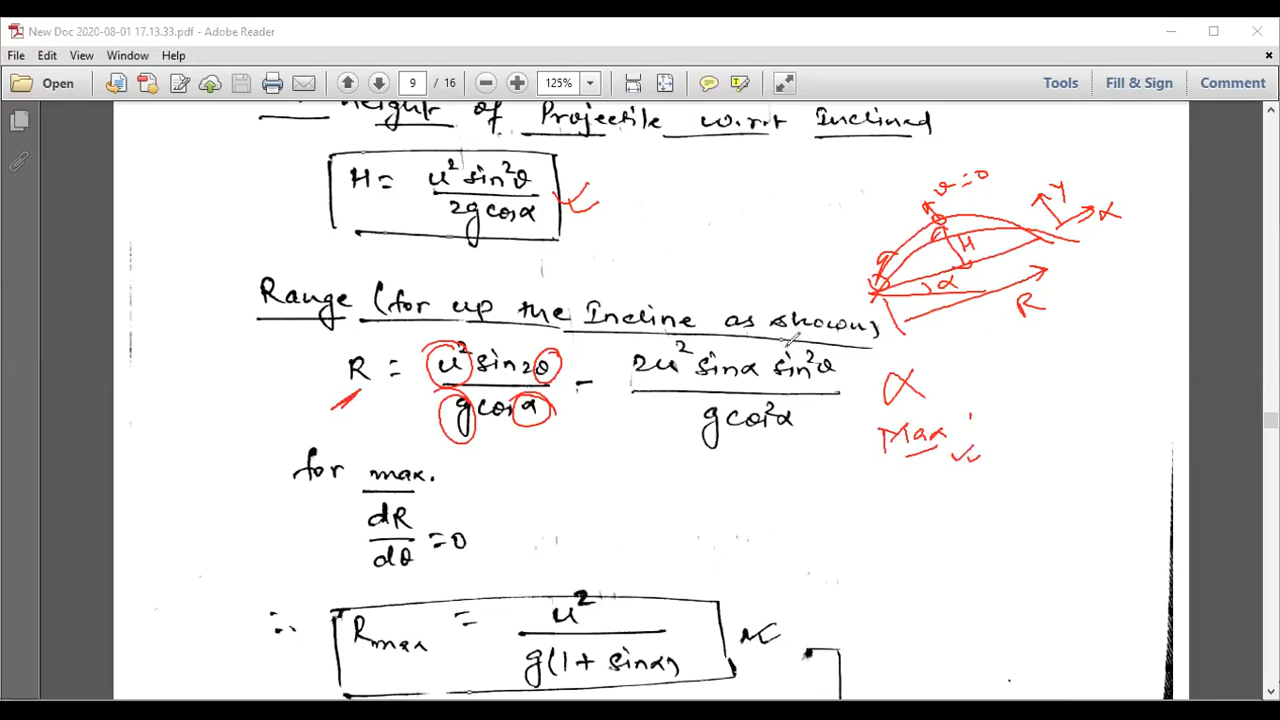 New Doc 2020-08-01 17.13.33.pdf - Adobe Reader
File Edit View Window Help
Open 9 / 16 125% Tools Fill & Sign Comment
Height of Projectile w.r.t Inclined
H = u² sin²θ / 2g cosα
v=0
Y
X
H
α
R
Range (for up the Incline as shown)
R = u² sin2θ / g cosα - 2u² sinα sin²θ / g cos²α
α
Max
for max.
dR / dθ = 0
∴ Rmax = u² / g(1 + sinα)